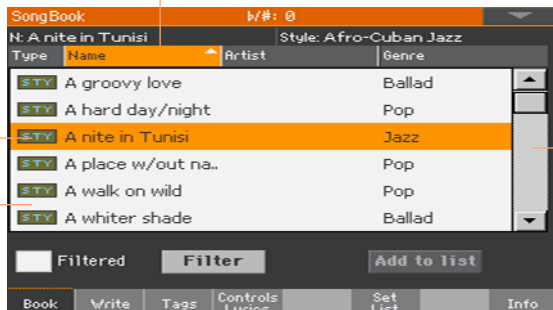 SongBook ♭/#: 0
N: A nite in Tunisi Style: Afro-Cuban Jazz
Type Name Artist Genre
STY A groovy love Ballad
STY A hard day/night Pop
STY A nite in Tunisi Jazz
STY A place w/out na.. Pop
STY A walk on wild Pop
STY A whiter shade Ballad
Filtered Filter Add to list
Book Write Tags Controls Lyrics Set List Info